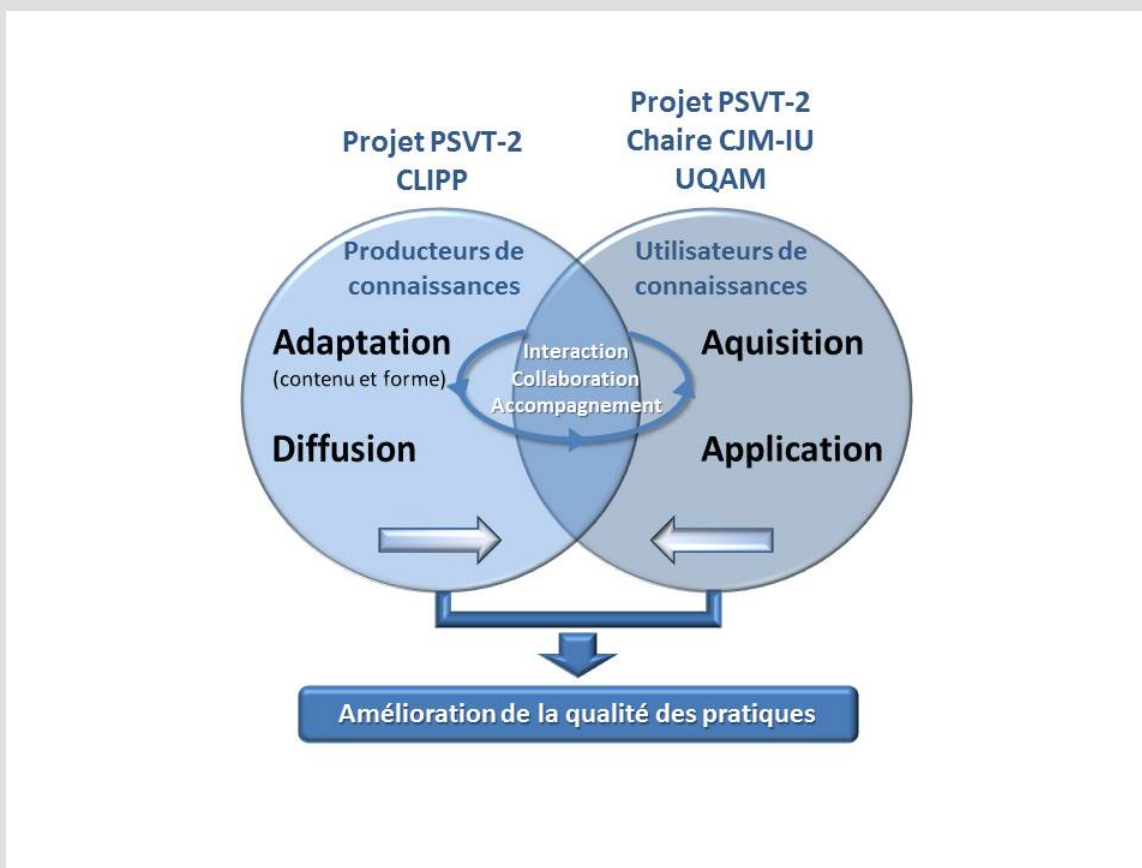 Projet PSVT-2
CLIPP
Projet PSVT-2
Chaire CJM-IU
UQAM
Producteurs de
connaissances
Utilisateurs de
connaissances
Adaptation
(contenu et forme)
Diffusion
Interaction
Collaboration
Accompagnement
Aquisition
Application
Amélioration de la qualité des pratiques